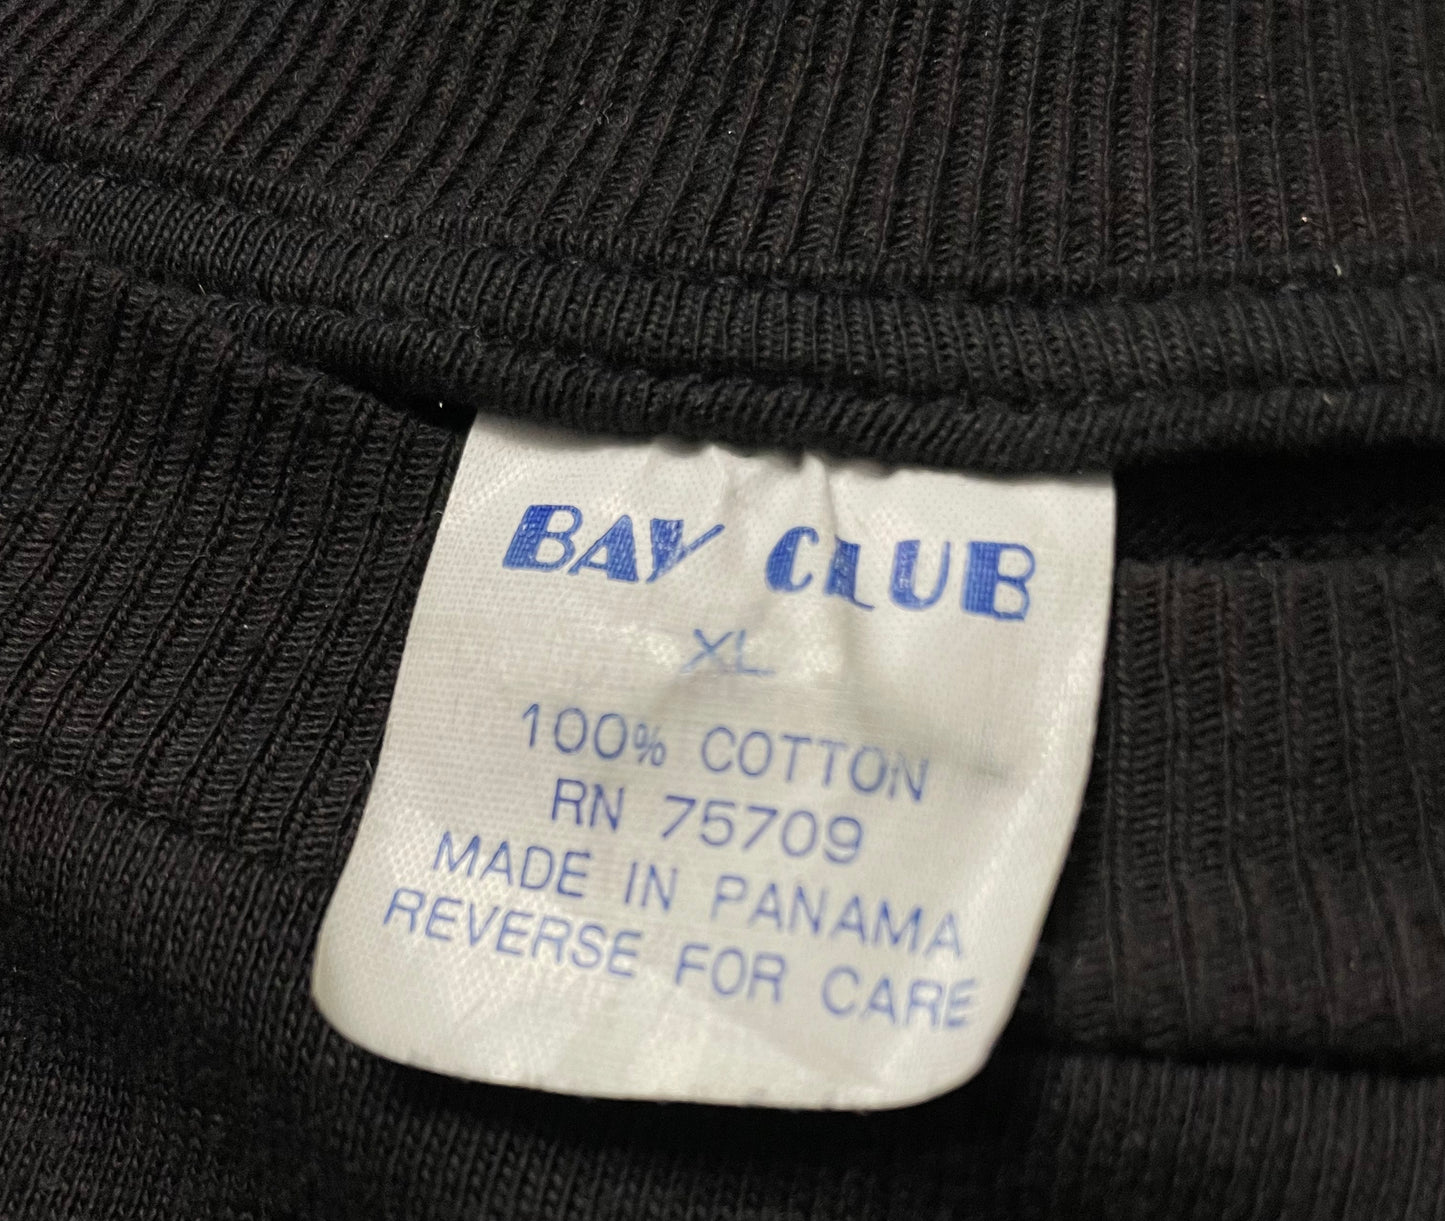 BAY CLUB
XL
100% COTTON
RN 75709
MADE IN PANAMA
REVERSE FOR CARE